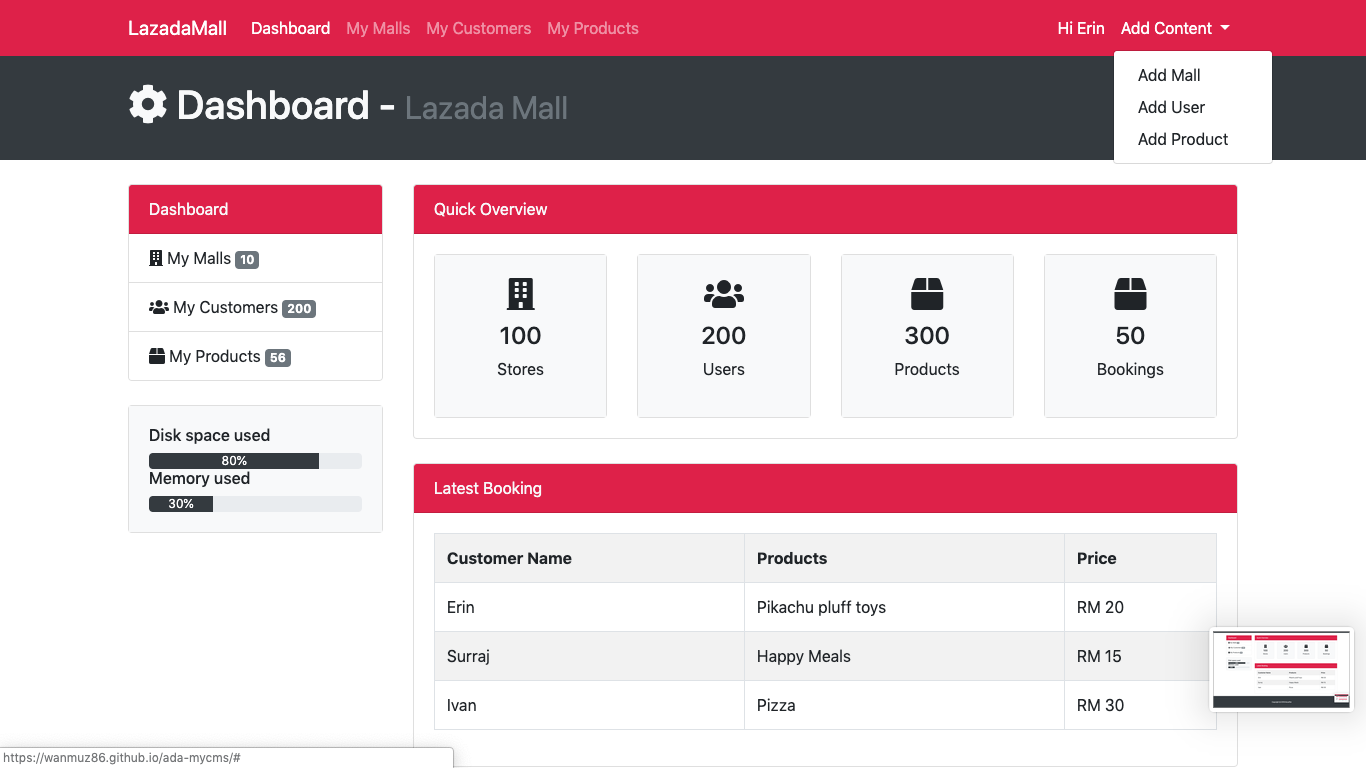 LazadaMall Dashboard My Malls My Customers My Products Hi Erin Add Content
Add Mall
Add User
Add Product
Dashboard - Lazada Mall
Dashboard
My Malls 10
My Customers 200
My Products 56
Disk space used
80%
Memory used
30%
Quick Overview
100
Stores
200
Users
300
Products
50
Bookings
Latest Booking
Customer Name Products Price
Erin Pikachu pluff toys RM 20
Surraj Happy Meals RM 15
Ivan Pizza RM 30
https://wanmuz86.github.io/ada-mycms/#